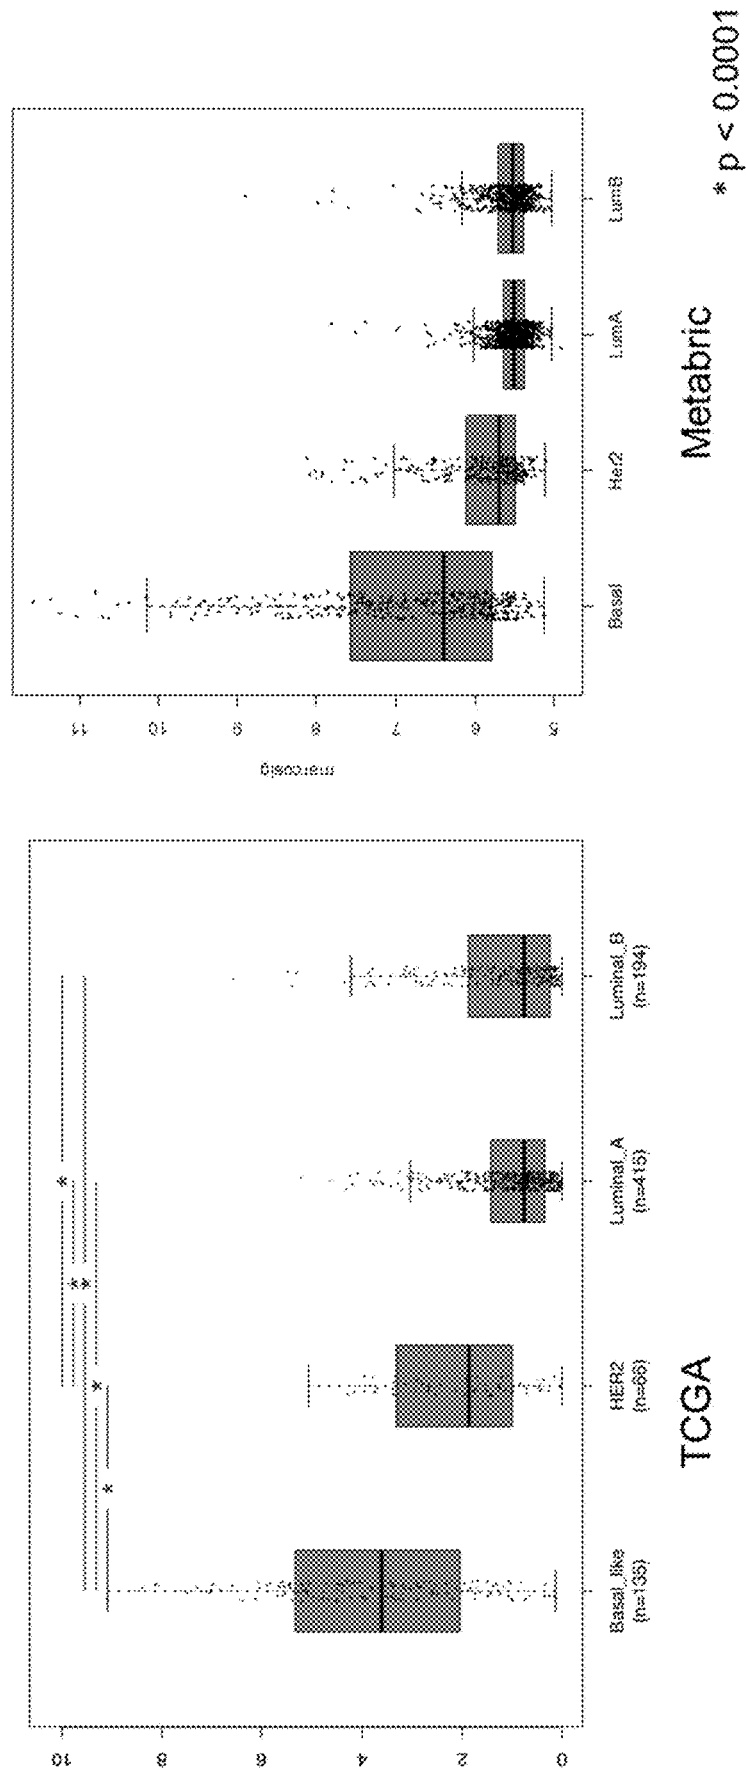 10
8
6
4
2
0
Basal_like
(n=135)
HER2
(n=66)
Luminal_A
(n=415)
Luminal_B
(n=194)
*
*
*
*
*
TCGA
marcosig
11
10
9
8
7
6
5
Basal
Her2
LumA
LumB
Metabric
* p < 0.0001